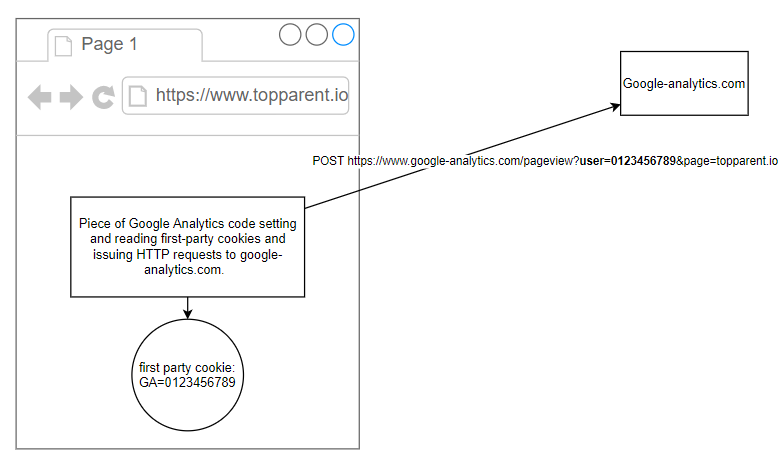 Page 1
https://www.topparent.io
Google-analytics.com
POST https://www.google-analytics.com/pageview?user=0123456789&page=topparent.io
Piece of Google Analytics code setting
and reading first-party cookies and
issuing HTTP requests to google-
analytics.com.
first party cookie:
GA=0123456789